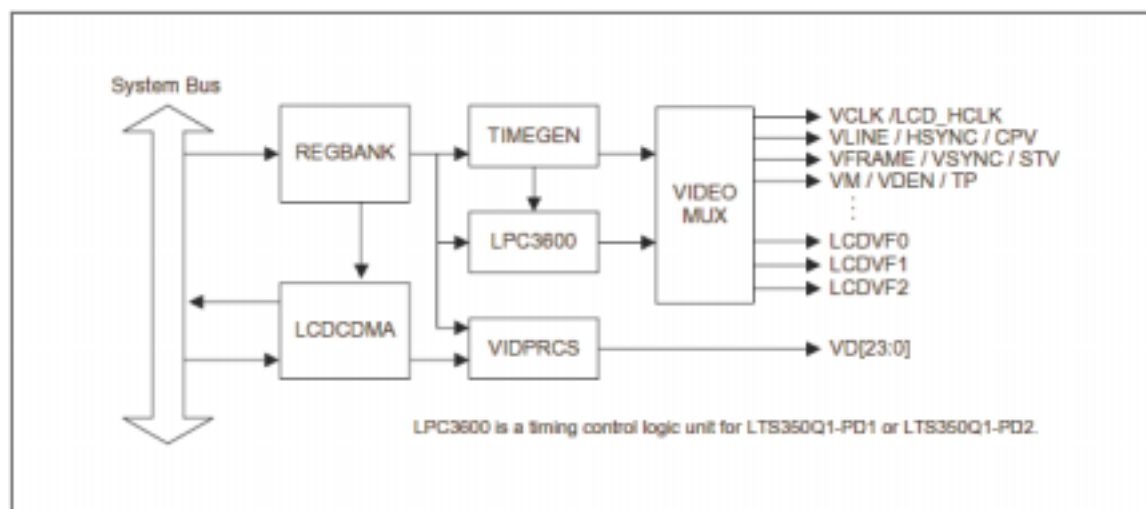 System Bus
REGBANK
TIMEGEN
LPC3600
LCDCDMA
VIDPRCS
VIDEO
MUX
VCLK /LCD_HCLK
VLINE / HSYNC / CPV
VFRAME / VSYNC / STV
VM / VDEN / TP
LCDVF0
LCDVF1
LCDVF2
VD[23:0]
LPC3600 is a timing control logic unit for LTS350Q1-PD1 or LTS350Q1-PD2.